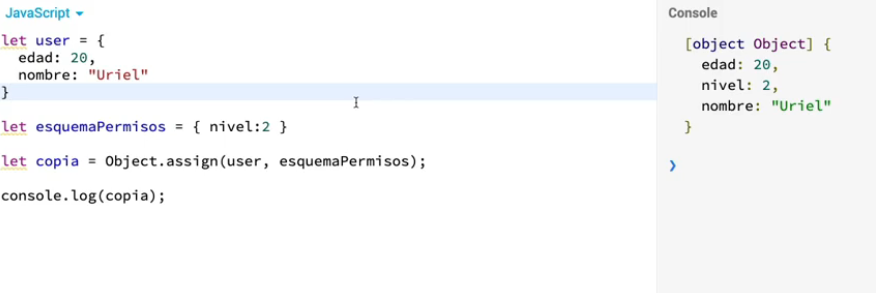 JavaScript
let user = {
  edad: 20,
  nombre: "Uriel"
}
let esquemaPermisos = { nivel:2 }
let copia = Object.assign(user, esquemaPermisos);
console.log(copia);
Console
[object Object] {
  edad: 20,
  nivel: 2,
  nombre: "Uriel"
}
❯